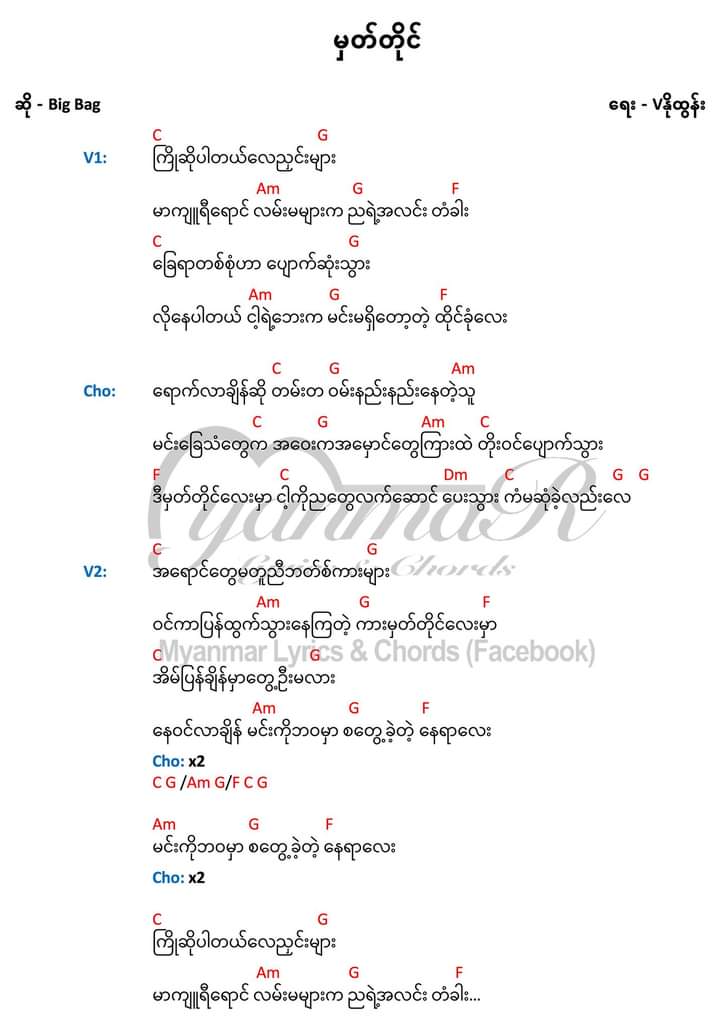 မှတ်တိုင်
ဆို - Big Bag ရေး - Vနိုထွန်း
C G
V1: ကြိုဆိုပါတယ်လေညှင်းများ
Am G F
မာကျူရီရောင် လမ်းမများက ညရဲ့အလင်း တံခါး
C G
ခြေရာတစ်စုံဟာ ပျောက်ဆုံးသွား
Am G F
လိုနေပါတယ် ငါ့ရဲ့ဘေးက မင်းမရှိတော့တဲ့ ထိုင်ခုံလေး
C G Am
Cho: ရောက်လာချိန်ဆို တမ်းတ ဝမ်းနည်းနည်းနေတဲ့သူ
C G Am C
မင်းခြေသံတွေက အဝေးကအမှောင်တွေကြားထဲ တိုးဝင်ပျောက်သွား
F C Dm C G G
ဒီမှတ်တိုင်လေးမှာ ငါ့ကိုညတွေလက်ဆောင် ပေးသွား ကံမဆုံခဲ့လည်းလေ
MyanmaR
Lyrics & Chords
C G
V2: အရောင်တွေမတူညီဘတ်စ်ကားများ
Am G F
ဝင်ကာပြန်ထွက်သွားနေကြတဲ့ ကားမှတ်တိုင်လေးမှာ
Myanmar Lyrics & Chords (Facebook)
C G
အိမ်ပြန်ချိန်မှာတွေ့ဦးမလား
Am G F
နေဝင်လာချိန် မင်းကိုဘဝမှာ စတွေ့ခဲ့တဲ့ နေရာလေး
Cho: x2
C G /Am G/F C G
Am G F
မင်းကိုဘဝမှာ စတွေ့ခဲ့တဲ့ နေရာလေး
Cho: x2
C G
ကြိုဆိုပါတယ်လေညှင်းများ
Am G F
မာကျူရီရောင် လမ်းမများက ညရဲ့အလင်း တံခါး...